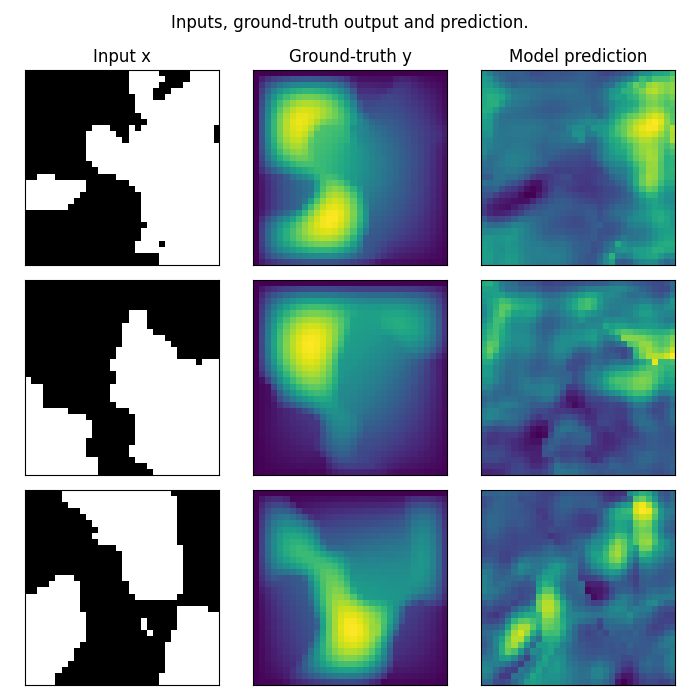 Inputs, ground-truth output and prediction.
Input x
Ground-truth y
Model prediction